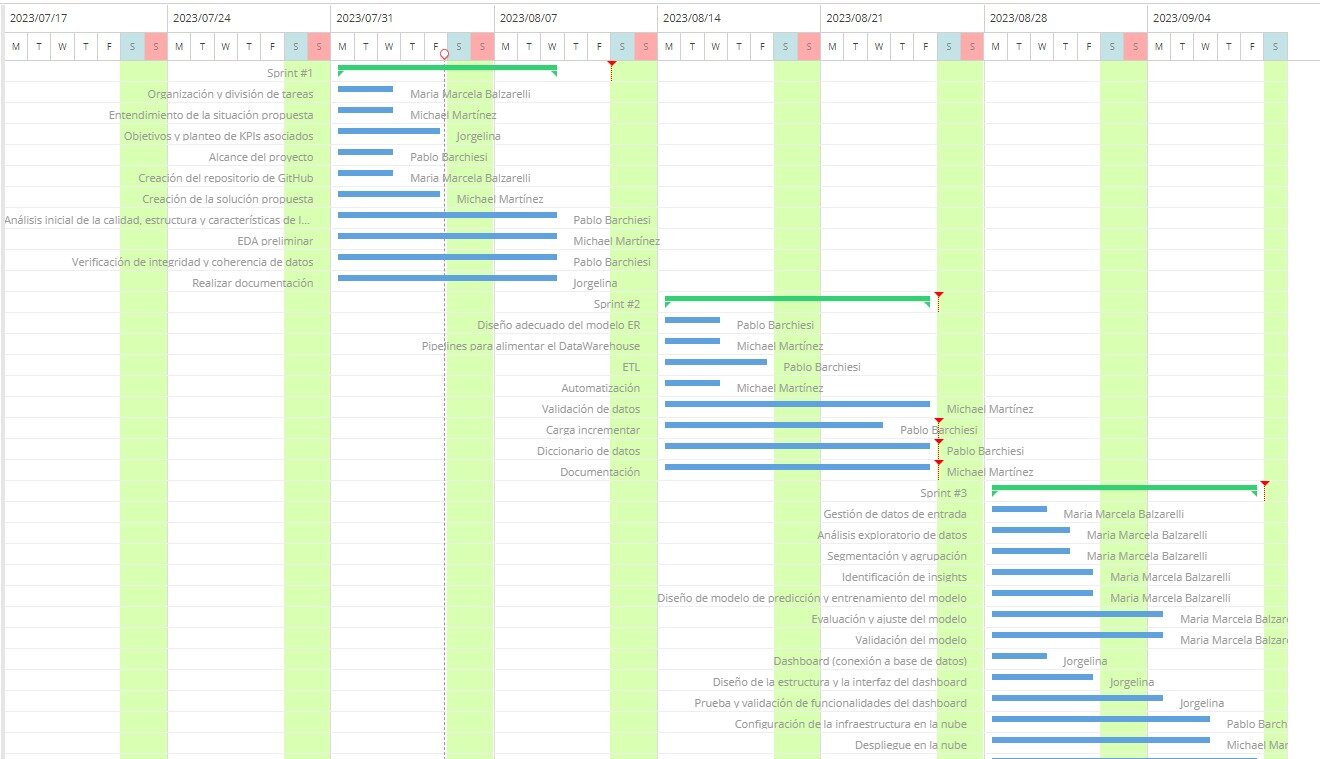 2023/07/17 2023/07/24 2023/07/31 2023/08/07 2023/08/14 2023/08/21 2023/08/28 2023/09/04
M T W T F S S M T W T F S S M T W T F S S M T W T F S S M T W T F S S M T W T F S S M T W T F S S M T W T F S
Sprint #1
Organización y división de tareas Maria Marcela Balzarelli
Entendimiento de la situación propuesta Michael Martínez
Objetivos y planteo de KPIs asociados Jorgelina
Alcance del proyecto Pablo Barchiesi
Creación del repositorio de GitHub Maria Marcela Balzarelli
Creación de la solución propuesta Michael Martínez
Análisis inicial de la calidad, estructura y características de l... Pablo Barchiesi
EDA preliminar Michael Martínez
Verificación de integridad y coherencia de datos Pablo Barchiesi
Realizar documentación Jorgelina
Sprint #2
Diseño adecuado del modelo ER Pablo Barchiesi
Pipelines para alimentar el DataWarehouse Michael Martínez
ETL Pablo Barchiesi
Automatización Michael Martínez
Validación de datos Michael Martínez
Carga incrementar Pablo Barchiesi
Diccionario de datos Pablo Barchiesi
Documentación Michael Martínez
Sprint #3
Gestión de datos de entrada Maria Marcela Balzarelli
Análisis exploratorio de datos Maria Marcela Balzarelli
Segmentación y agrupación Maria Marcela Balzarelli
Identificación de insights Maria Marcela Balzarelli
Diseño de modelo de predicción y entrenamiento del modelo Maria Marcela Balzarelli
Evaluación y ajuste del modelo Maria Marcela Balzar
Validación del modelo Maria Marcela Balzar
Dashboard (conexión a base de datos) Jorgelina
Diseño de la estructura y la interfaz del dashboard Jorgelina
Prueba y validación de funcionalidades del dashboard Jorgelina
Configuración de la infraestructura en la nube Pablo Barch
Despliegue en la nube Michael Mar